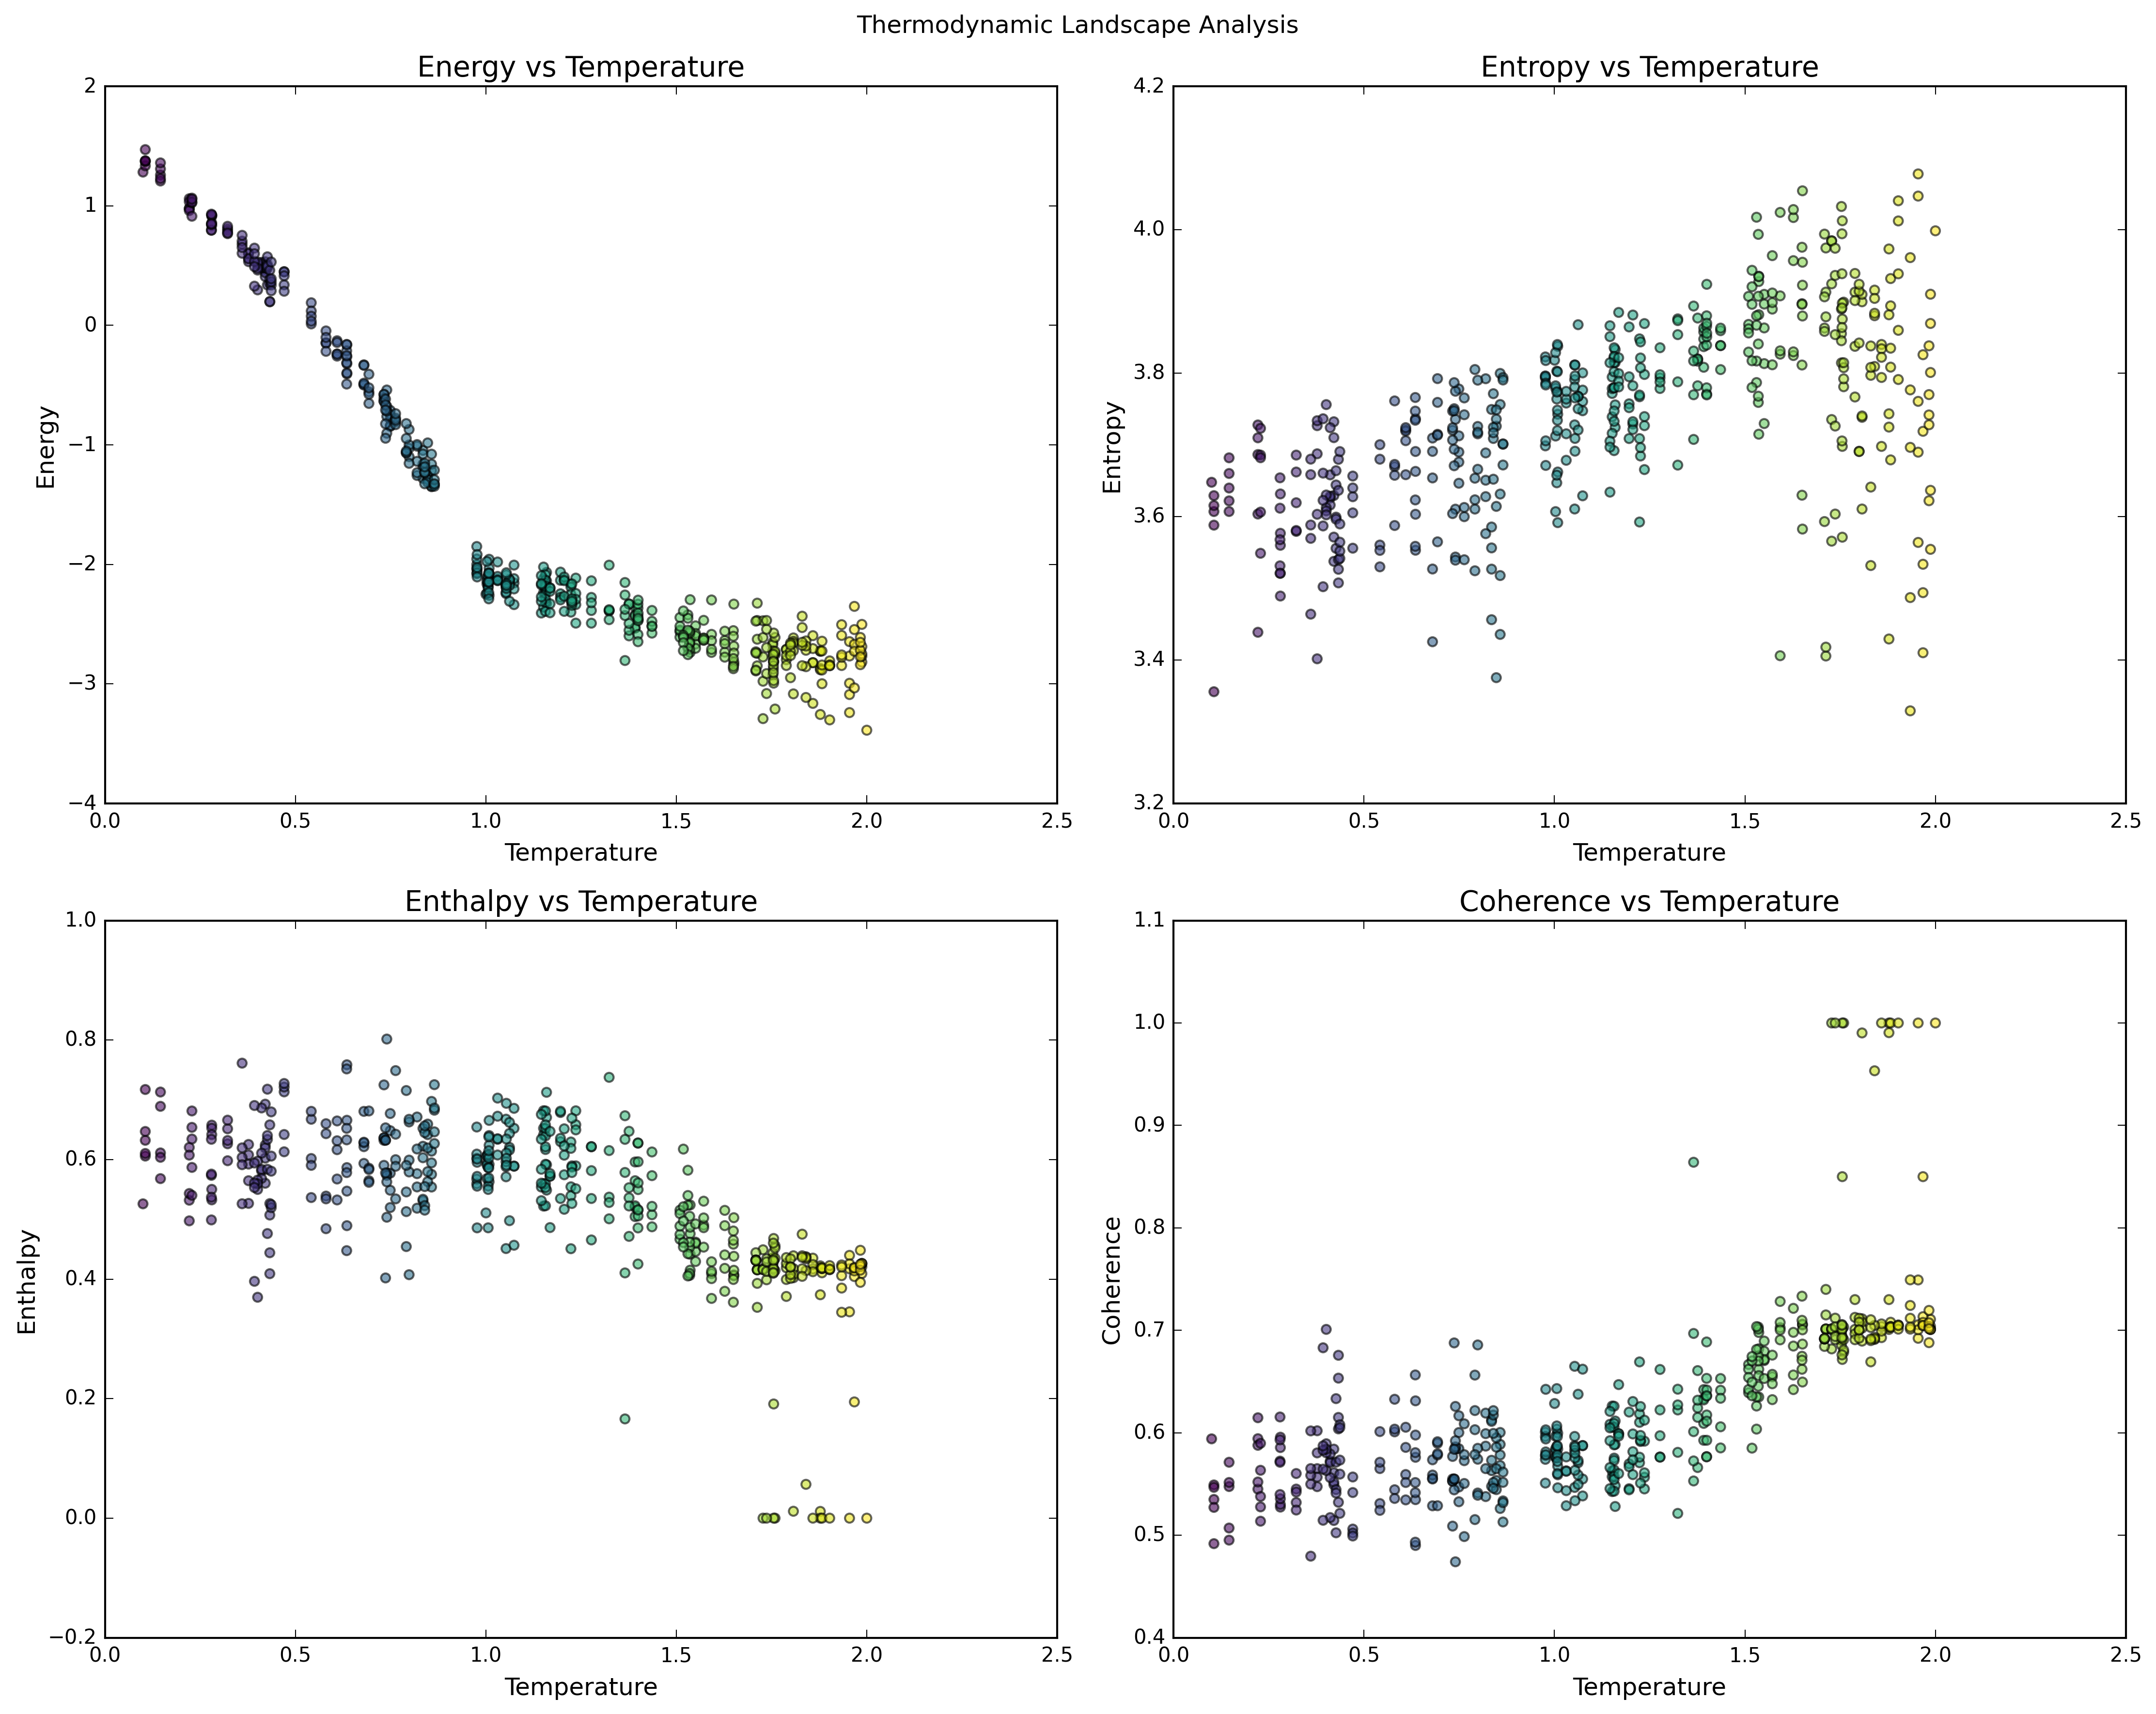 Thermodynamic Landscape Analysis
Energy vs Temperature
2
1
0
−1
−2
−3
−4
0.0 0.5 1.0 1.5 2.0 2.5
Energy
Temperature
Entropy vs Temperature
4.2
4.0
3.8
3.6
3.4
3.2
0.0 0.5 1.0 1.5 2.0 2.5
Entropy
Temperature
Enthalpy vs Temperature
1.0
0.8
0.6
0.4
0.2
0.0
−0.2
0.0 0.5 1.0 1.5 2.0 2.5
Enthalpy
Temperature
Coherence vs Temperature
1.1
1.0
0.9
0.8
0.7
0.6
0.5
0.4
0.0 0.5 1.0 1.5 2.0 2.5
Coherence
Temperature